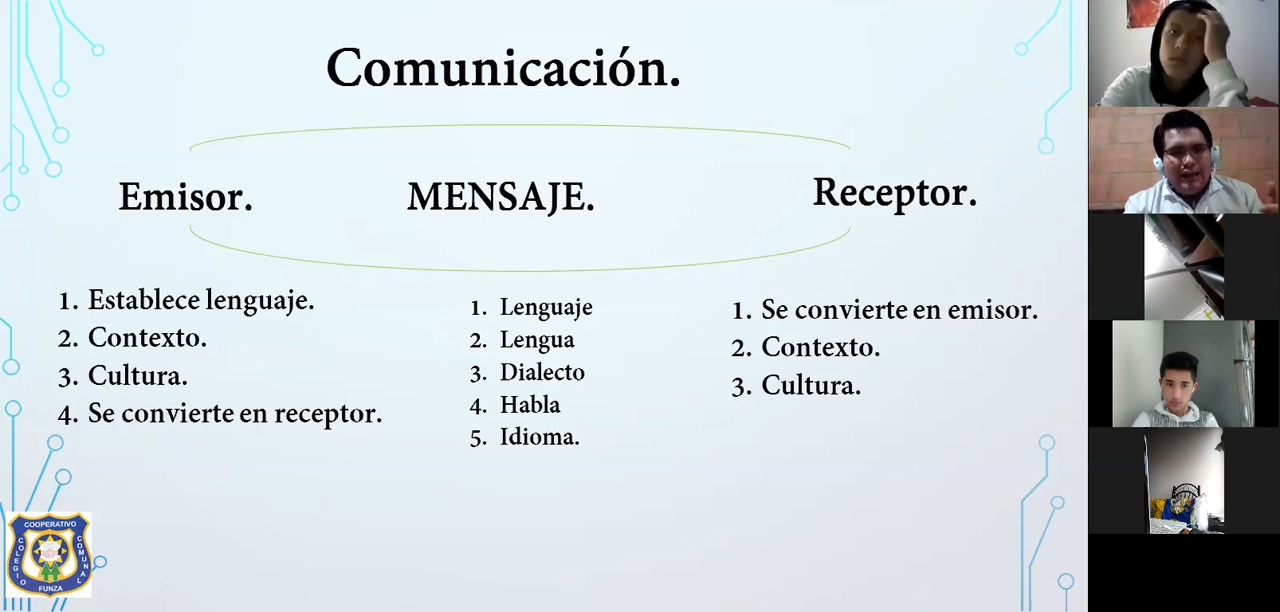 Comunicación.
Emisor.
MENSAJE.
Receptor.
1. Establece lenguaje.
2. Contexto.
3. Cultura.
4. Se convierte en receptor.
1. Lenguaje
2. Lengua
3. Dialecto
4. Habla
5. Idioma.
1. Se convierte en emisor.
2. Contexto.
3. Cultura.
COOPERATIVO
COLEGIO
COMUNAL
FUNZA